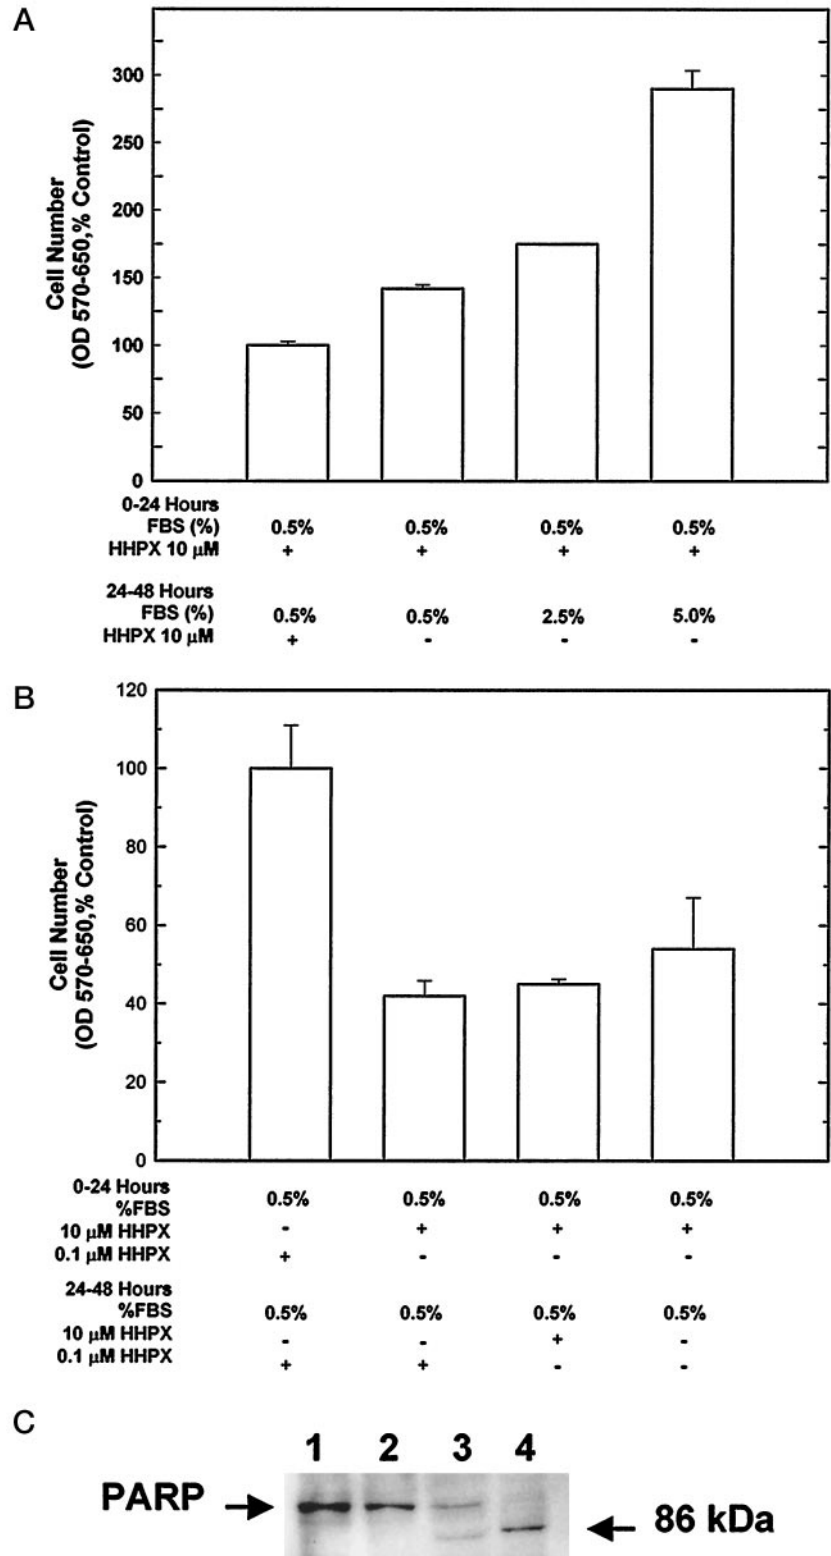 A
Cell Number
(OD 570-650,% Control)
300
250
200
150
100
50
0
0-24 Hours
FBS (%) 0.5% 0.5% 0.5% 0.5%
HHPX 10 µM + + + +
24-48 Hours
FBS (%) 0.5% 0.5% 2.5% 5.0%
HHPX 10 µM + - - -
B
Cell Number
(OD 570-650,% Control)
120
100
80
60
40
20
0
0-24 Hours
%FBS 0.5% 0.5% 0.5% 0.5%
10 µM HHPX - + + +
0.1 µM HHPX + - - -
24-48 Hours
%FBS 0.5% 0.5% 0.5% 0.5%
10 µM HHPX - - + -
0.1 µM HHPX + + - -
C
1 2 3 4
PARP
86 kDa